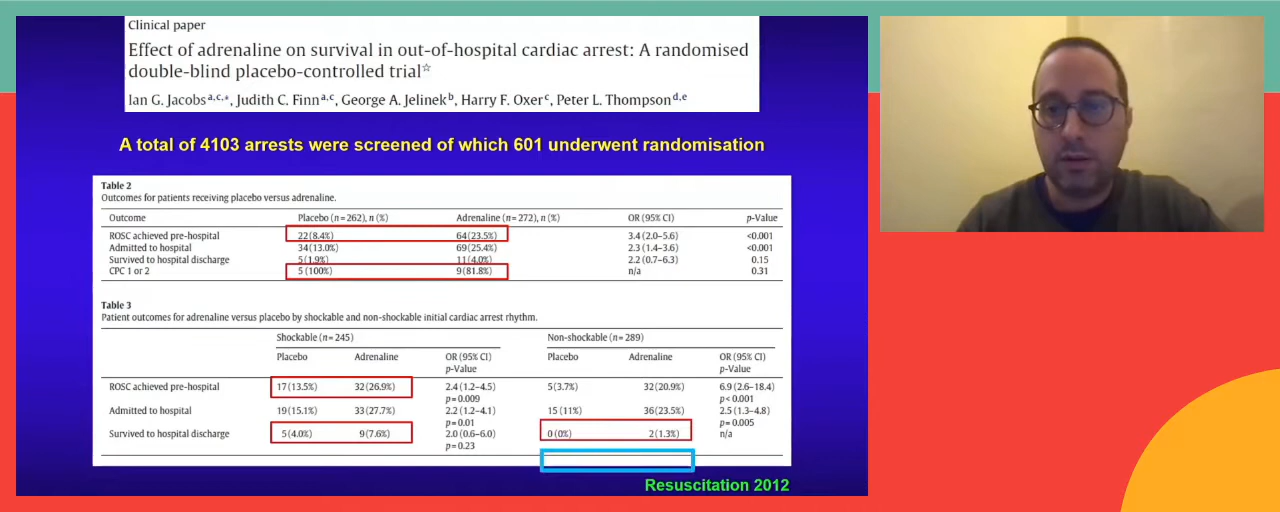 Clinical paper
Effect of adrenaline on survival in out-of-hospital cardiac arrest: A randomised
double-blind placebo-controlled trial☆
Ian G. Jacobs a,c,*, Judith C. Finn a,c, George A. Jelinek b, Harry F. Oxer c, Peter L. Thompson d,e
A total of 4103 arrests were screened of which 601 underwent randomisation
Table 2
Outcomes for patients receiving placebo versus adrenaline.
Outcome Placebo (n = 262), n (%) Adrenaline (n = 272), n (%) OR (95% CI) p-Value
ROSC achieved pre-hospital 22 (8.4%) 64 (23.5%) 3.4 (2.0–5.6) <0.001
Admitted to hospital 34 (13.0%) 69 (25.4%) 2.3 (1.4–3.6) <0.001
Survived to hospital discharge 5 (1.9%) 11 (4.0%) 2.2 (0.7–6.3) 0.15
CPC 1 or 2 5 (100%) 9 (81.8%) n/a 0.31
Table 3
Patient outcomes for adrenaline versus placebo by shockable and non-shockable initial cardiac arrest rhythm.
Shockable (n = 245) Non-shockable (n = 289)
Placebo Adrenaline OR (95% CI) Placebo Adrenaline OR (95% CI)
p-Value p-Value
ROSC achieved pre-hospital 17 (13.5%) 32 (26.9%) 2.4 (1.2–4.5) 5 (3.7%) 32 (20.9%) 6.9 (2.6–18.4)
p = 0.009 p < 0.001
Admitted to hospital 19 (15.1%) 33 (27.7%) 2.2 (1.2–4.1) 15 (11%) 36 (23.5%) 2.5 (1.3–4.8)
p = 0.01 p = 0.005
Survived to hospital discharge 5 (4.0%) 9 (7.6%) 2.0 (0.6–6.0) 0 (0%) 2 (1.3%) n/a
p = 0.23
Resuscitation 2012